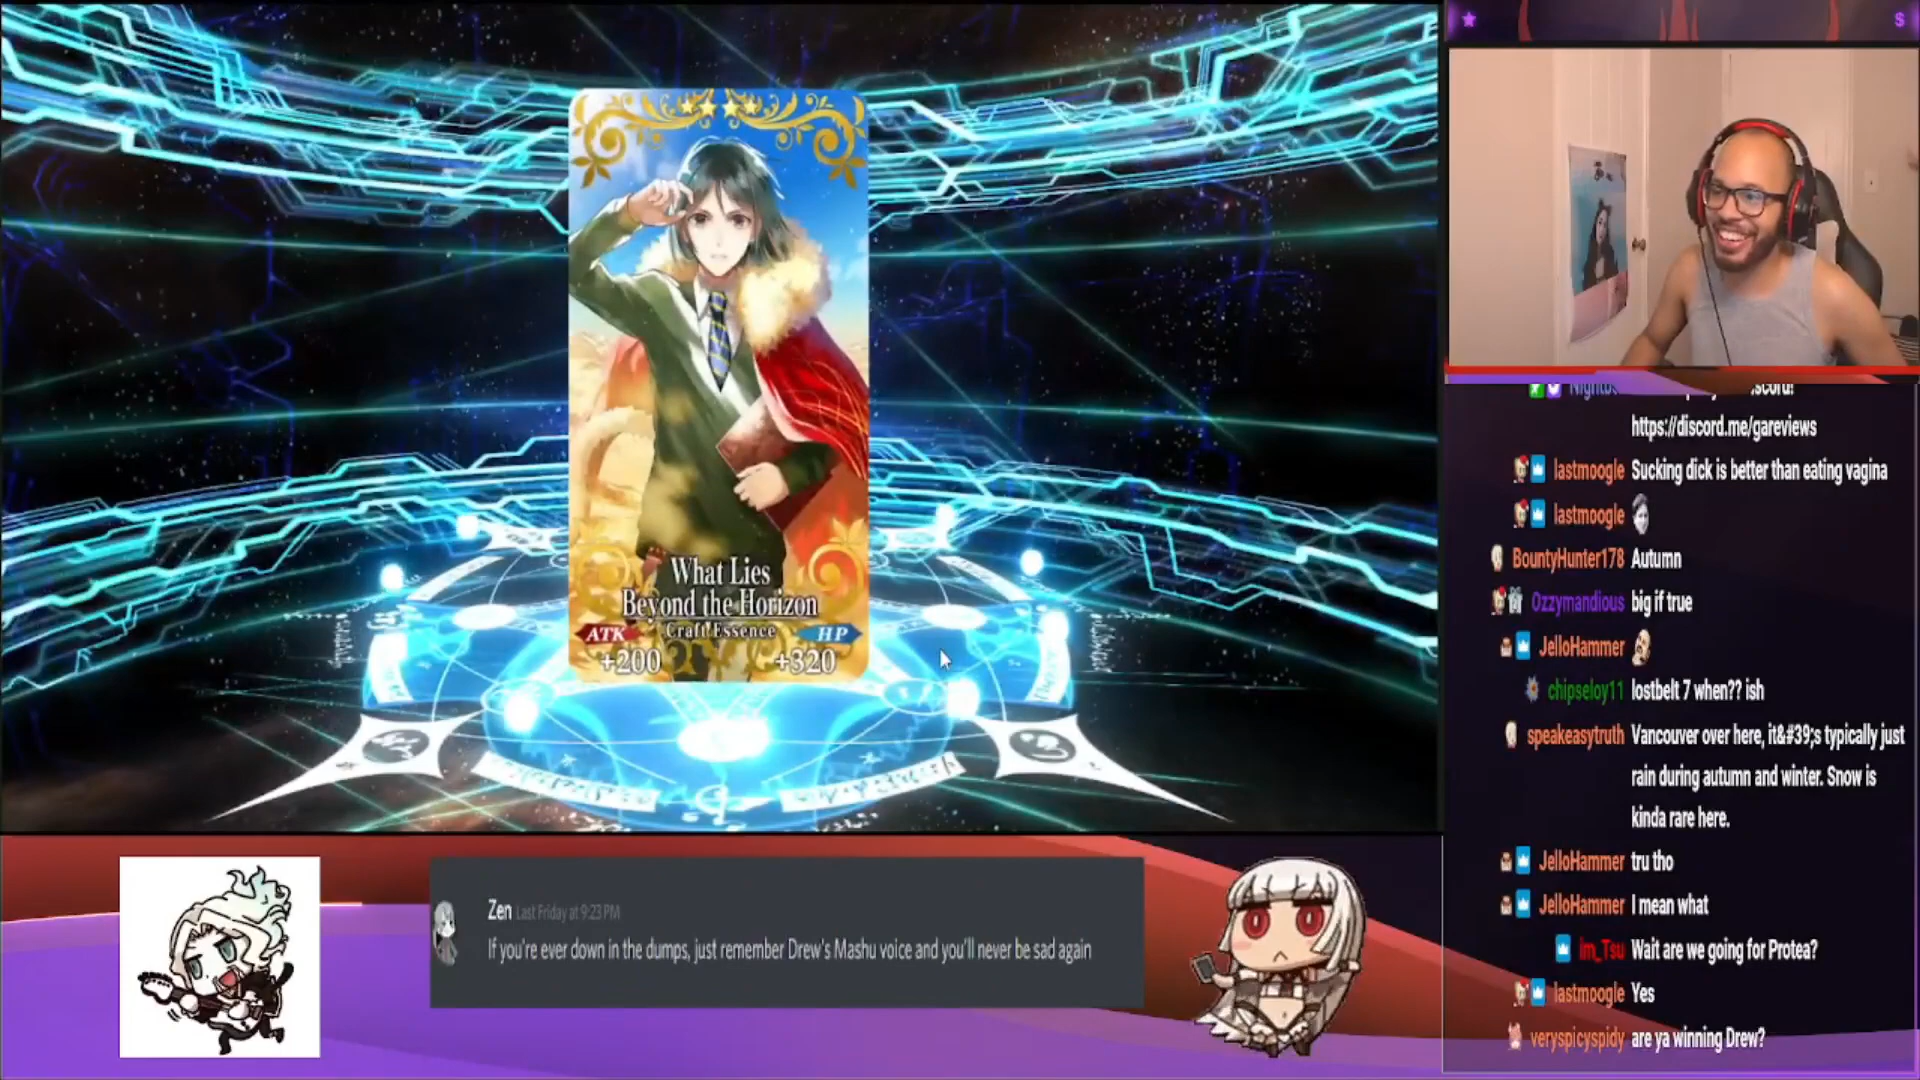 What Lies
Beyond the Horizon
Craft Essence
ATK
HP
+200
+320
Zen Last Friday at 9:23 PM
If you're ever down in the dumps, just remember Drew's Mashu voice and you'll never be sad again
$
https://discord.me/gareviews
lastmoogle Sucking dick is better than eating vagina
lastmoogle
BountyHunter178 Autumn
Ozzymandious big if true
JelloHammer
chipseloy11 lostbelt 7 when?? ish
speakeasytruth Vancouver over here, it&#39;s typically just
rain during autumn and winter. Snow is
kinda rare here.
JelloHammer tru tho
JelloHammer I mean what
im_Tsu Wait are we going for Protea?
lastmoogle Yes
veryspicyspidy are ya winning Drew?